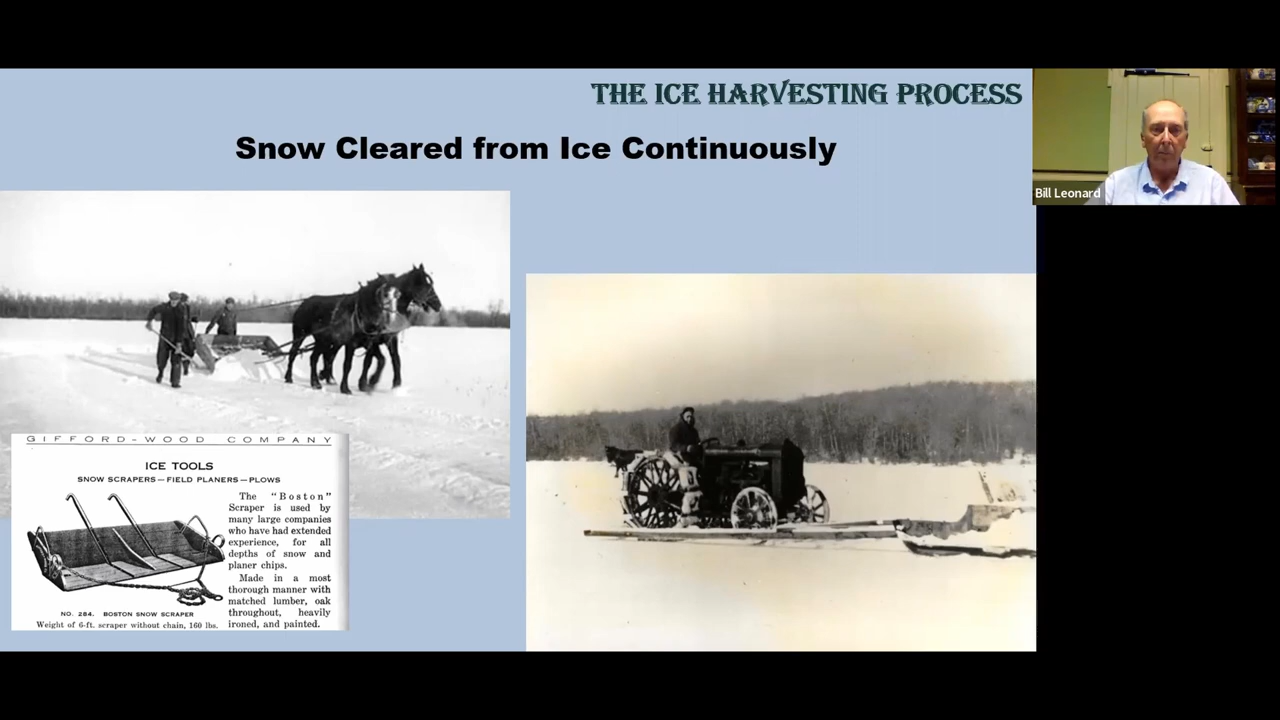 THE ICE HARVESTING PROCESS
Snow Cleared from Ice Continuously
Bill Leonard
GIFFORD-WOOD COMPANY
ICE TOOLS
SNOW SCRAPERS—FIELD PLANERS—PLOWS
The "Boston"
Scraper is used by
many large companies
who have had extended
experience, for all
depths of snow and
planer chips.
Made in a most
thorough manner with
matched lumber, oak
throughout, heavily
ironed, and painted.
NO. 284. BOSTON SNOW SCRAPER
Weight of 6-ft. scraper without chain, 160 lbs.